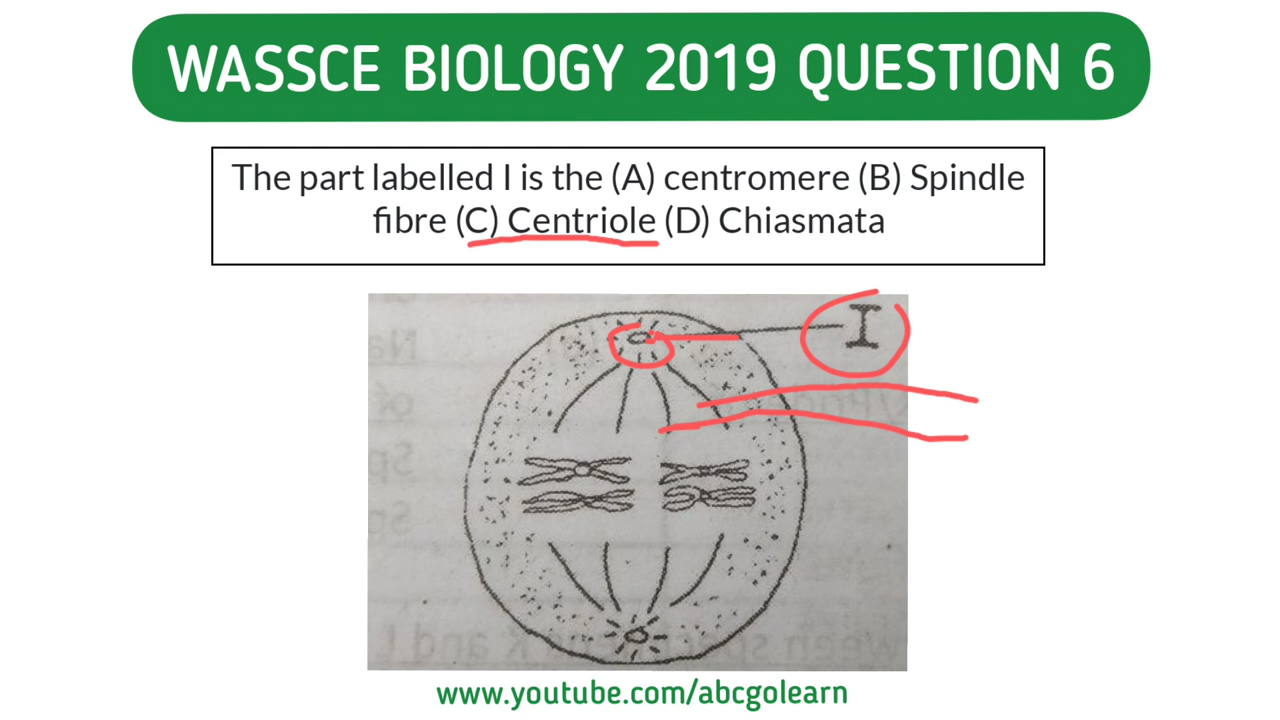 WASSCE BIOLOGY 2019 QUESTION 6
The part labelled I is the (A) centromere (B) Spindle
fibre (C) Centriole (D) Chiasmata
I
www.youtube.com/abcgolearn